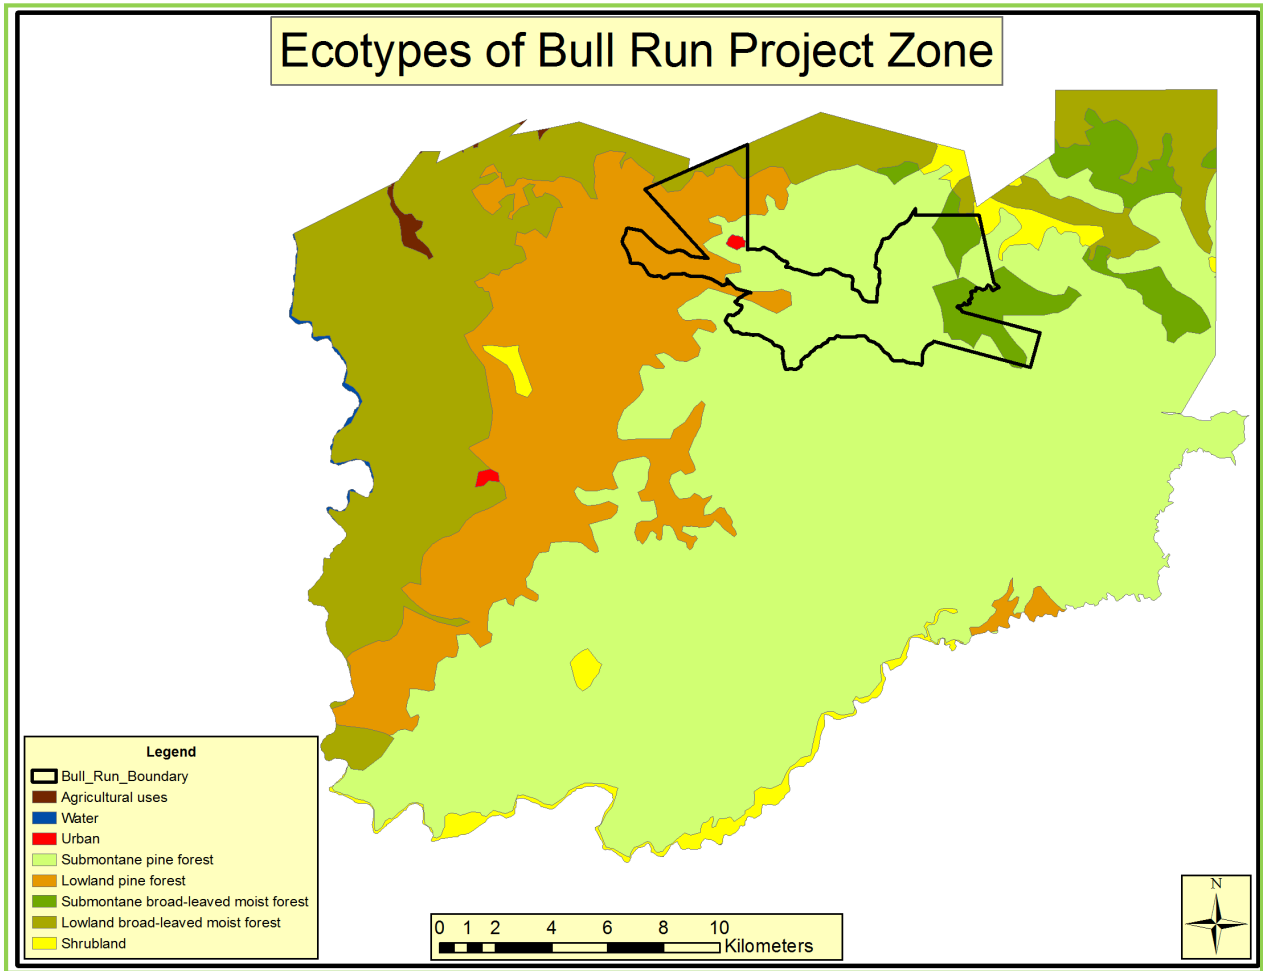 Ecotypes of Bull Run Project Zone
Legend
Bull_Run_Boundary
Agricultural uses
Water
Urban
Submontane pine forest
Lowland pine forest
Submontane broad-leaved moist forest
Lowland broad-leaved moist forest
Shrubland
0 1 2 4 6 8 10
Kilometers
N